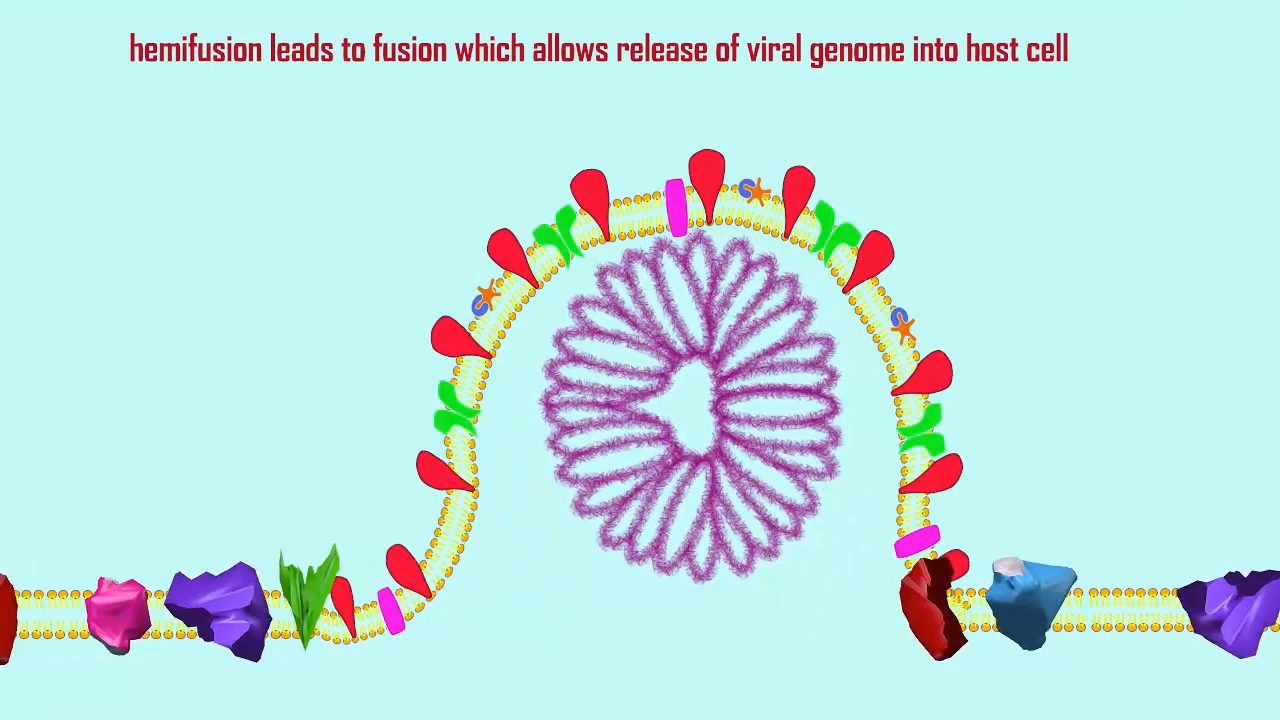 hemifusion leads to fusion which allows release of viral genome into host cell